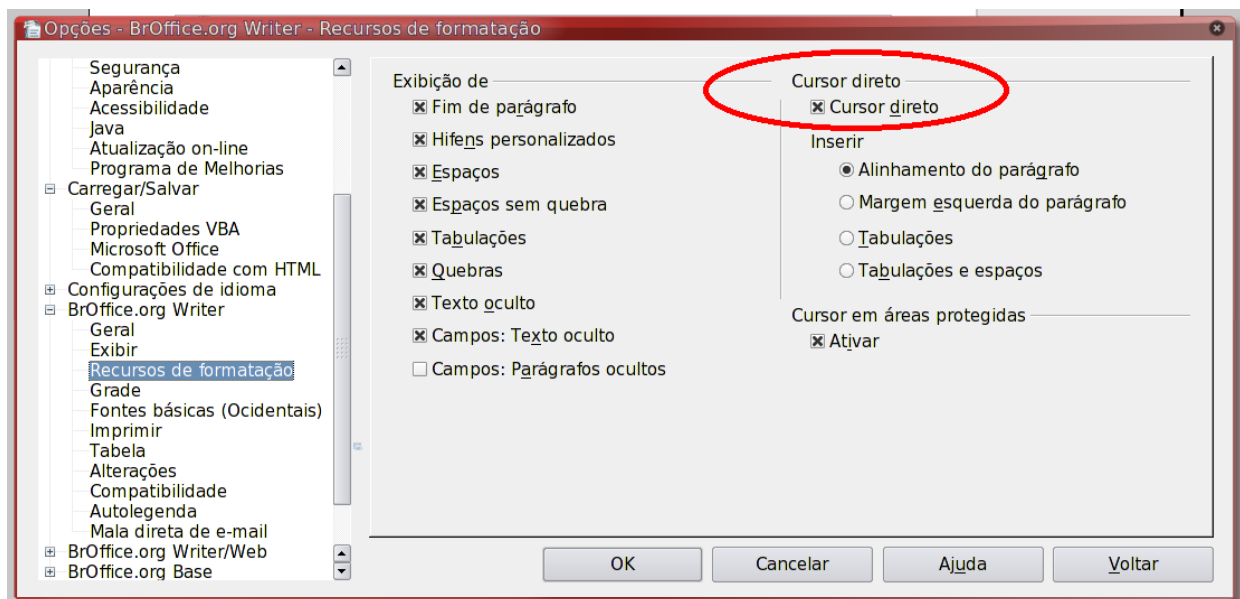 Opções - BrOffice.org Writer - Recursos de formatação
Segurança
Aparência
Acessibilidade
Java
Atualização on-line
Programa de Melhorias
Carregar/Salvar
Geral
Propriedades VBA
Microsoft Office
Compatibilidade com HTML
Configurações de idioma
BrOffice.org Writer
Geral
Exibir
Recursos de formatação
Grade
Fontes básicas (Ocidentais)
Imprimir
Tabela
Alterações
Compatibilidade
Autolegenda
Mala direta de e-mail
BrOffice.org Writer/Web
BrOffice.org Base
Exibição de
Fim de parágrafo
Hifens personalizados
Espaços
Espaços sem quebra
Tabulações
Quebras
Texto oculto
Campos: Texto oculto
Campos: Parágrafos ocultos
Cursor direto
Cursor direto
Inserir
Alinhamento do parágrafo
Margem esquerda do parágrafo
Tabulações
Tabulações e espaços
Cursor em áreas protegidas
Ativar
OK
Cancelar
Ajuda
Voltar